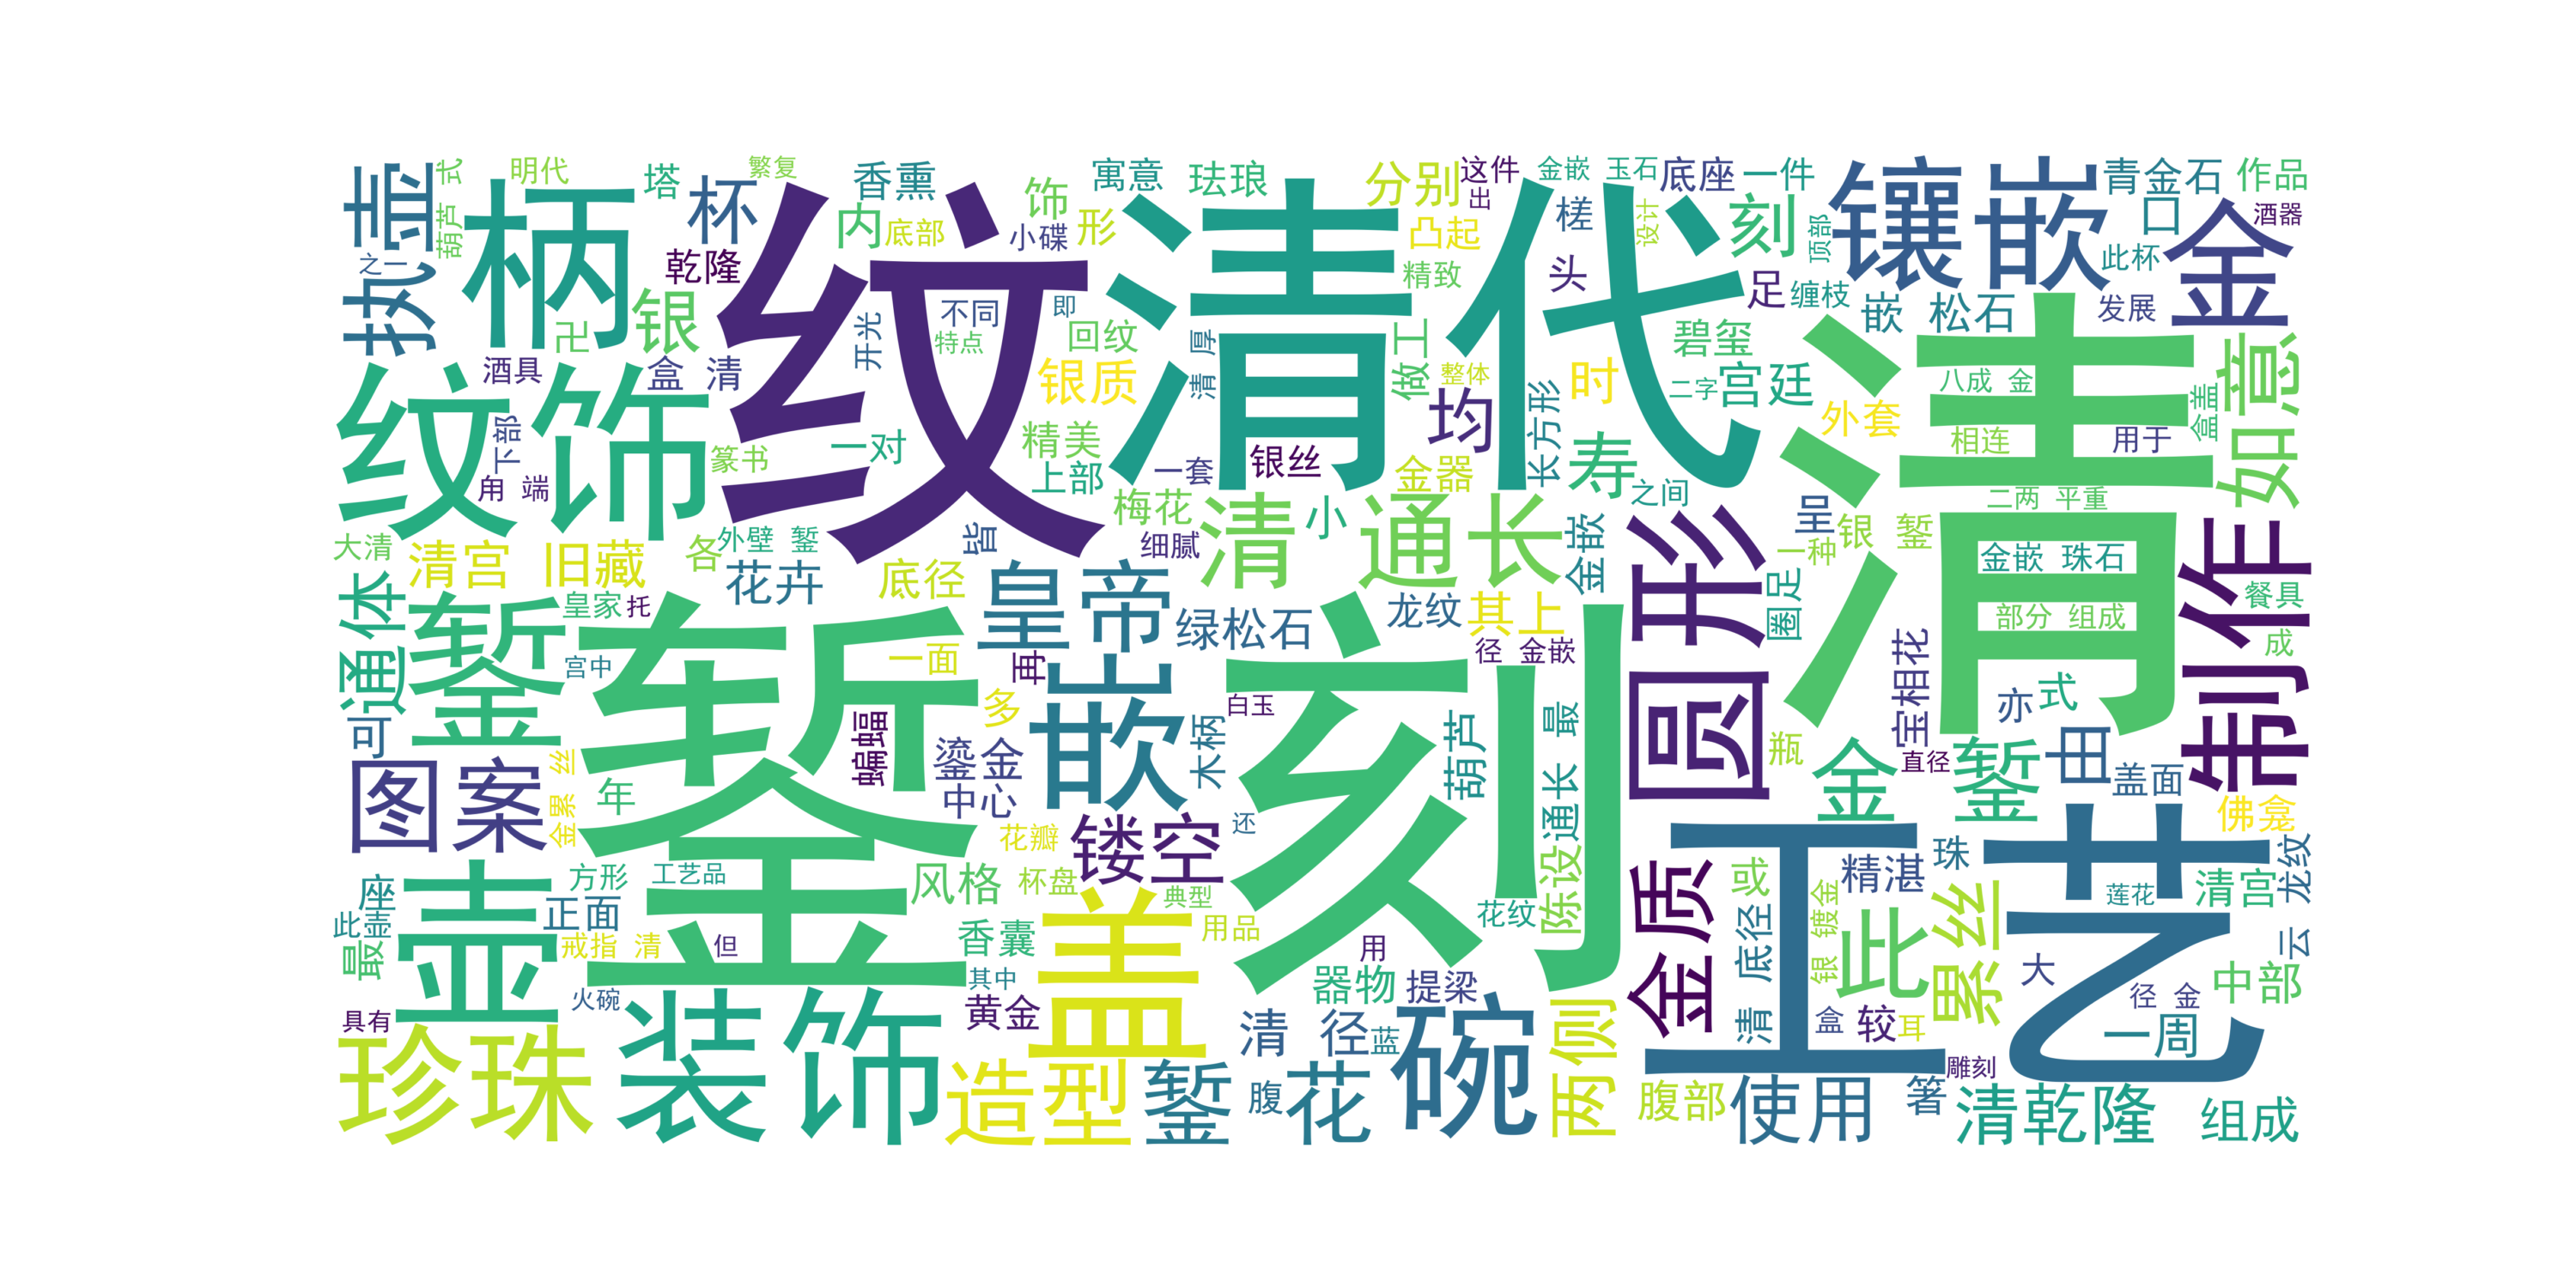 执壶
式
明代
塔
繁复
葫芦
之一
柄
杯
香熏
饰
寓意
珐琅
分别
这件
出
金嵌 玉石
底座
一件
镶嵌
青金石
作品
乾隆
内
底部
小碟
形
凸起
槎
设计
刻
顶部
口
金
酒器
此杯
纹
清代
精致
头
足
缠枝
嵌 松石
发展
银
卍
开光
不同
即
特点
回纹
清 厚
做工
碧玺
清
如意
纹饰
酒具
盒 清
银质
整体
时
二字
宫廷
八成 金
盒盖
长方形
均
外套
相连
用于
下部
篆书
一对
精美
上部
一套
银丝
金器
寿
之间
甪 端
梅花
清 通长
小
圆形
呈
银 錾
二两 平重
大清
清宫 旧藏
各
外壁 錾
皆
细腻
金嵌
一种
金嵌 珠石
制作
通体
錾
皇家
托
花卉
底径
皇帝
绿松石
龙纹
其上
圈足
部分 组成
餐具
成
宫中
錾刻
一面
再
径 金嵌
宝相花
可
蝙蝠
多
嵌
白玉
木柄
葫芦
通长 最
亦
式
图案
金累 丝
年
鎏金
中心
瓶
金 錾
直径
由
盖面
佛龛
花瓣
镂空
还
工艺
壶
座
方形
工艺品
风格
杯盘
典型
陈设
金质
或
精湛
珠
莲花
清宫
云 龙纹
此壶
正面
最
戒指 清
但
香囊
盖
用品
花纹
清 底径
银 镀金
此
累丝
大
中部
具有
火碗
其中
用
器物
提梁
黄金
清 径
蓝
碗
两侧
盒
较
耳
径 金
一周
珍珠
装饰
造型
錾
腹
花
腹部
使用
箸
雕刻
清乾隆
组成